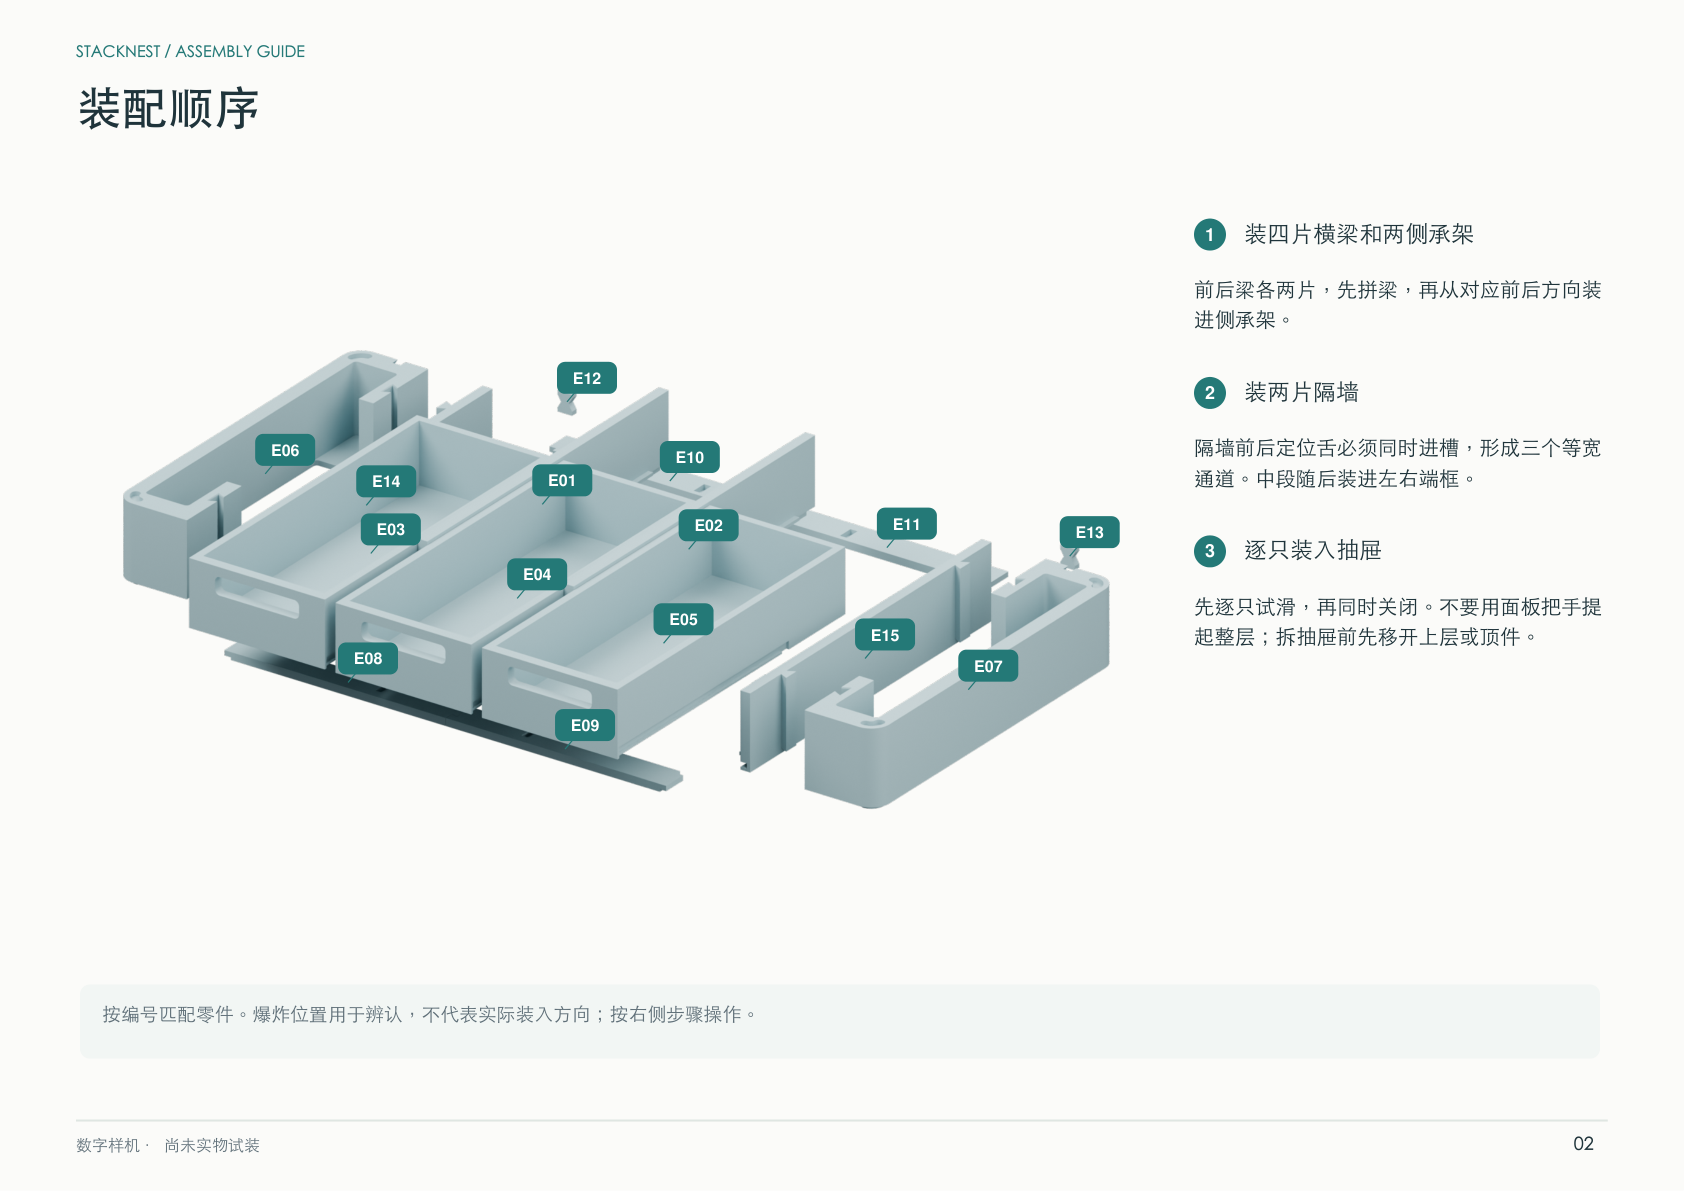 STACKNEST / ASSEMBLY GUIDE
装配顺序
1 装四片横梁和两侧承架
前后梁各两片，先拼梁，再从对应前后方向装
进侧承架。
2 装两片隔墙
隔墙前后定位舌必须同时进槽，形成三个等宽
通道。中段随后装进左右端框。
3 逐只装入抽屉
先逐只试滑，再同时关闭。不要用面板把手提
起整层；拆抽屉前先移开上层或顶件。
E12
E06
E10
E14
E01
E03
E02
E11
E13
E04
E05
E15
E08
E07
E09
按编号匹配零件。爆炸位置用于辨认，不代表实际装入方向；按右侧步骤操作。
数字样机 · 尚未实物试装
02